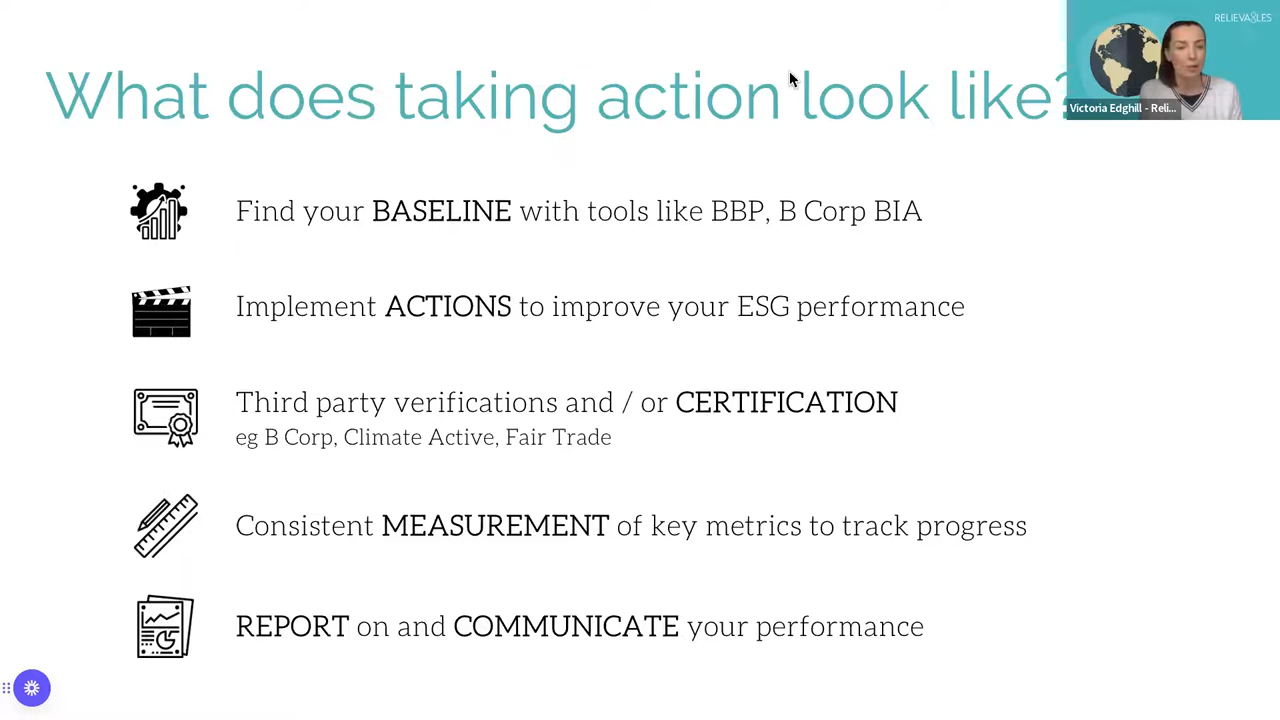 What does taking action look like?
RELIEVABLES
Victoria Edghill - Reli...
Find your BASELINE with tools like BBP, B Corp BIA
Implement ACTIONS to improve your ESG performance
Third party verifications and / or CERTIFICATION
eg B Corp, Climate Active, Fair Trade
Consistent MEASUREMENT of key metrics to track progress
REPORT on and COMMUNICATE your performance